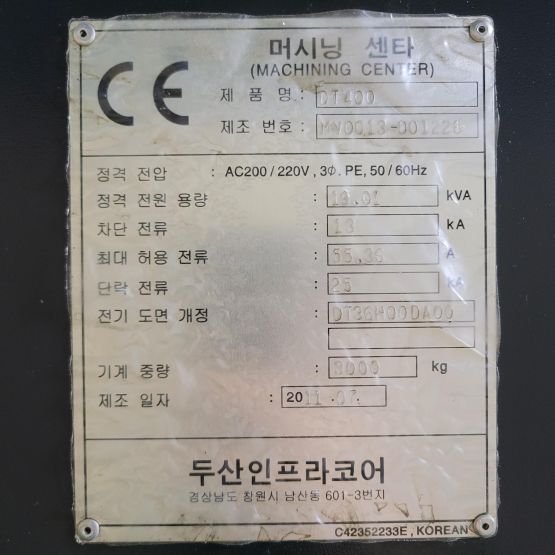 CE
머시닝 센타
(MACHINING CENTER)
제 품 명 : DT400
제조 번호 : MV0013-001226
정격 전압 : AC200/220V , 3Φ. PE, 50/60Hz
정격 전원 용량 : 19.01 kVA
차단 전류 : 13 kA
최대 허용 전류 : 55.36 A
단락 전류 : 25 kA
전기 도면 개정 : DT36H00DA00
기계 중량 : 8000 kg
제조 일자 : 2011.07.
두산인프라코어
경상남도 창원시 남산동 601-3번지
C42352233E , KOREAN